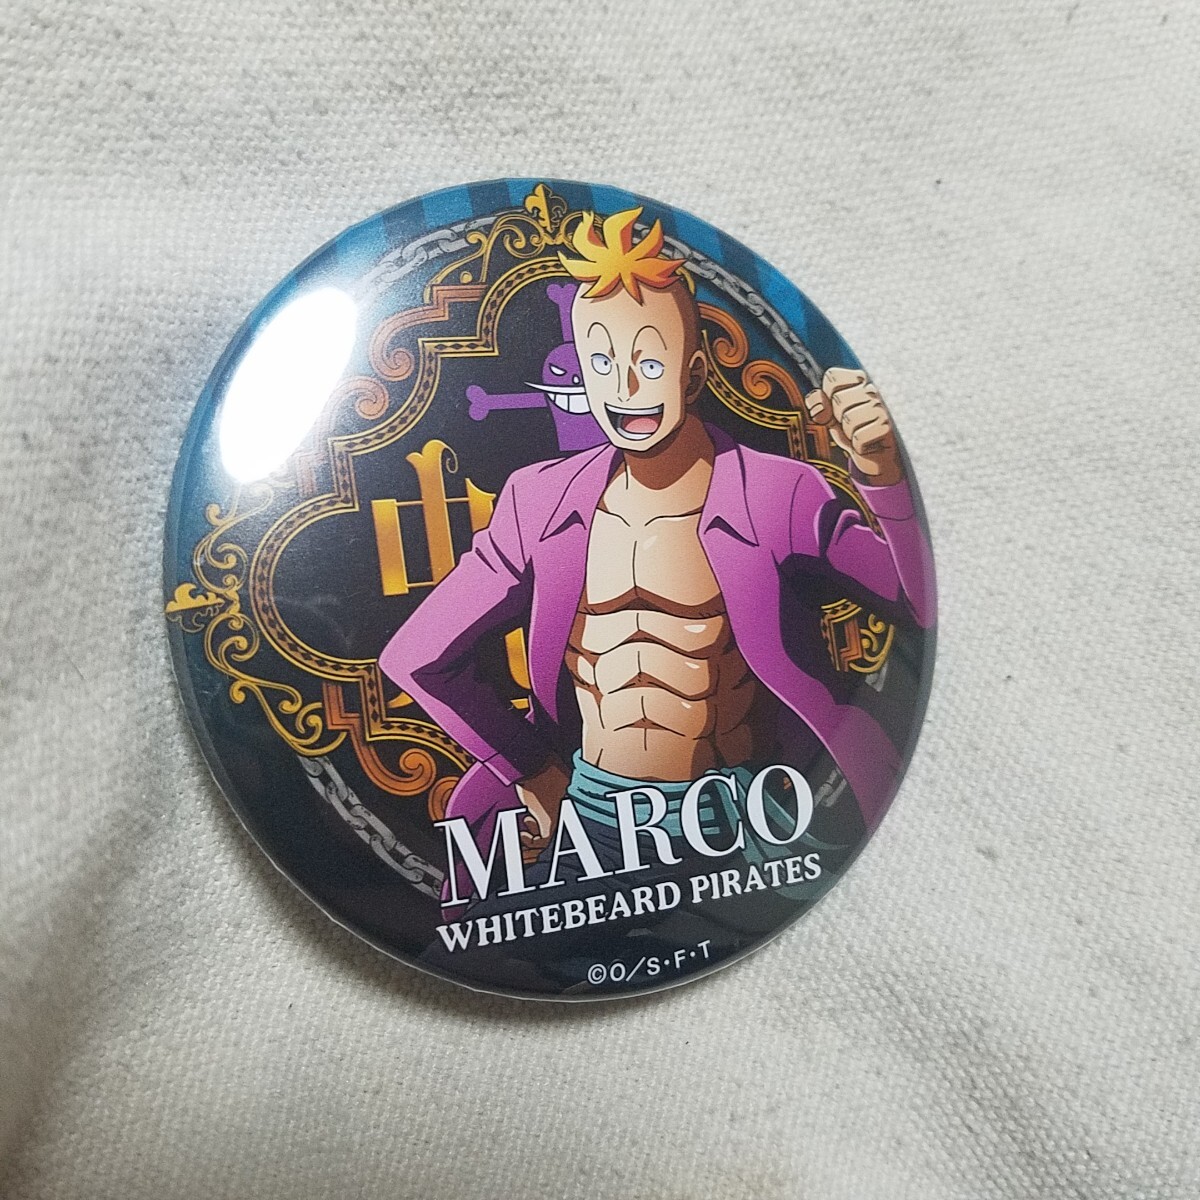 MARCO
WHITEBEARD PIRATES
©O/S・F・T